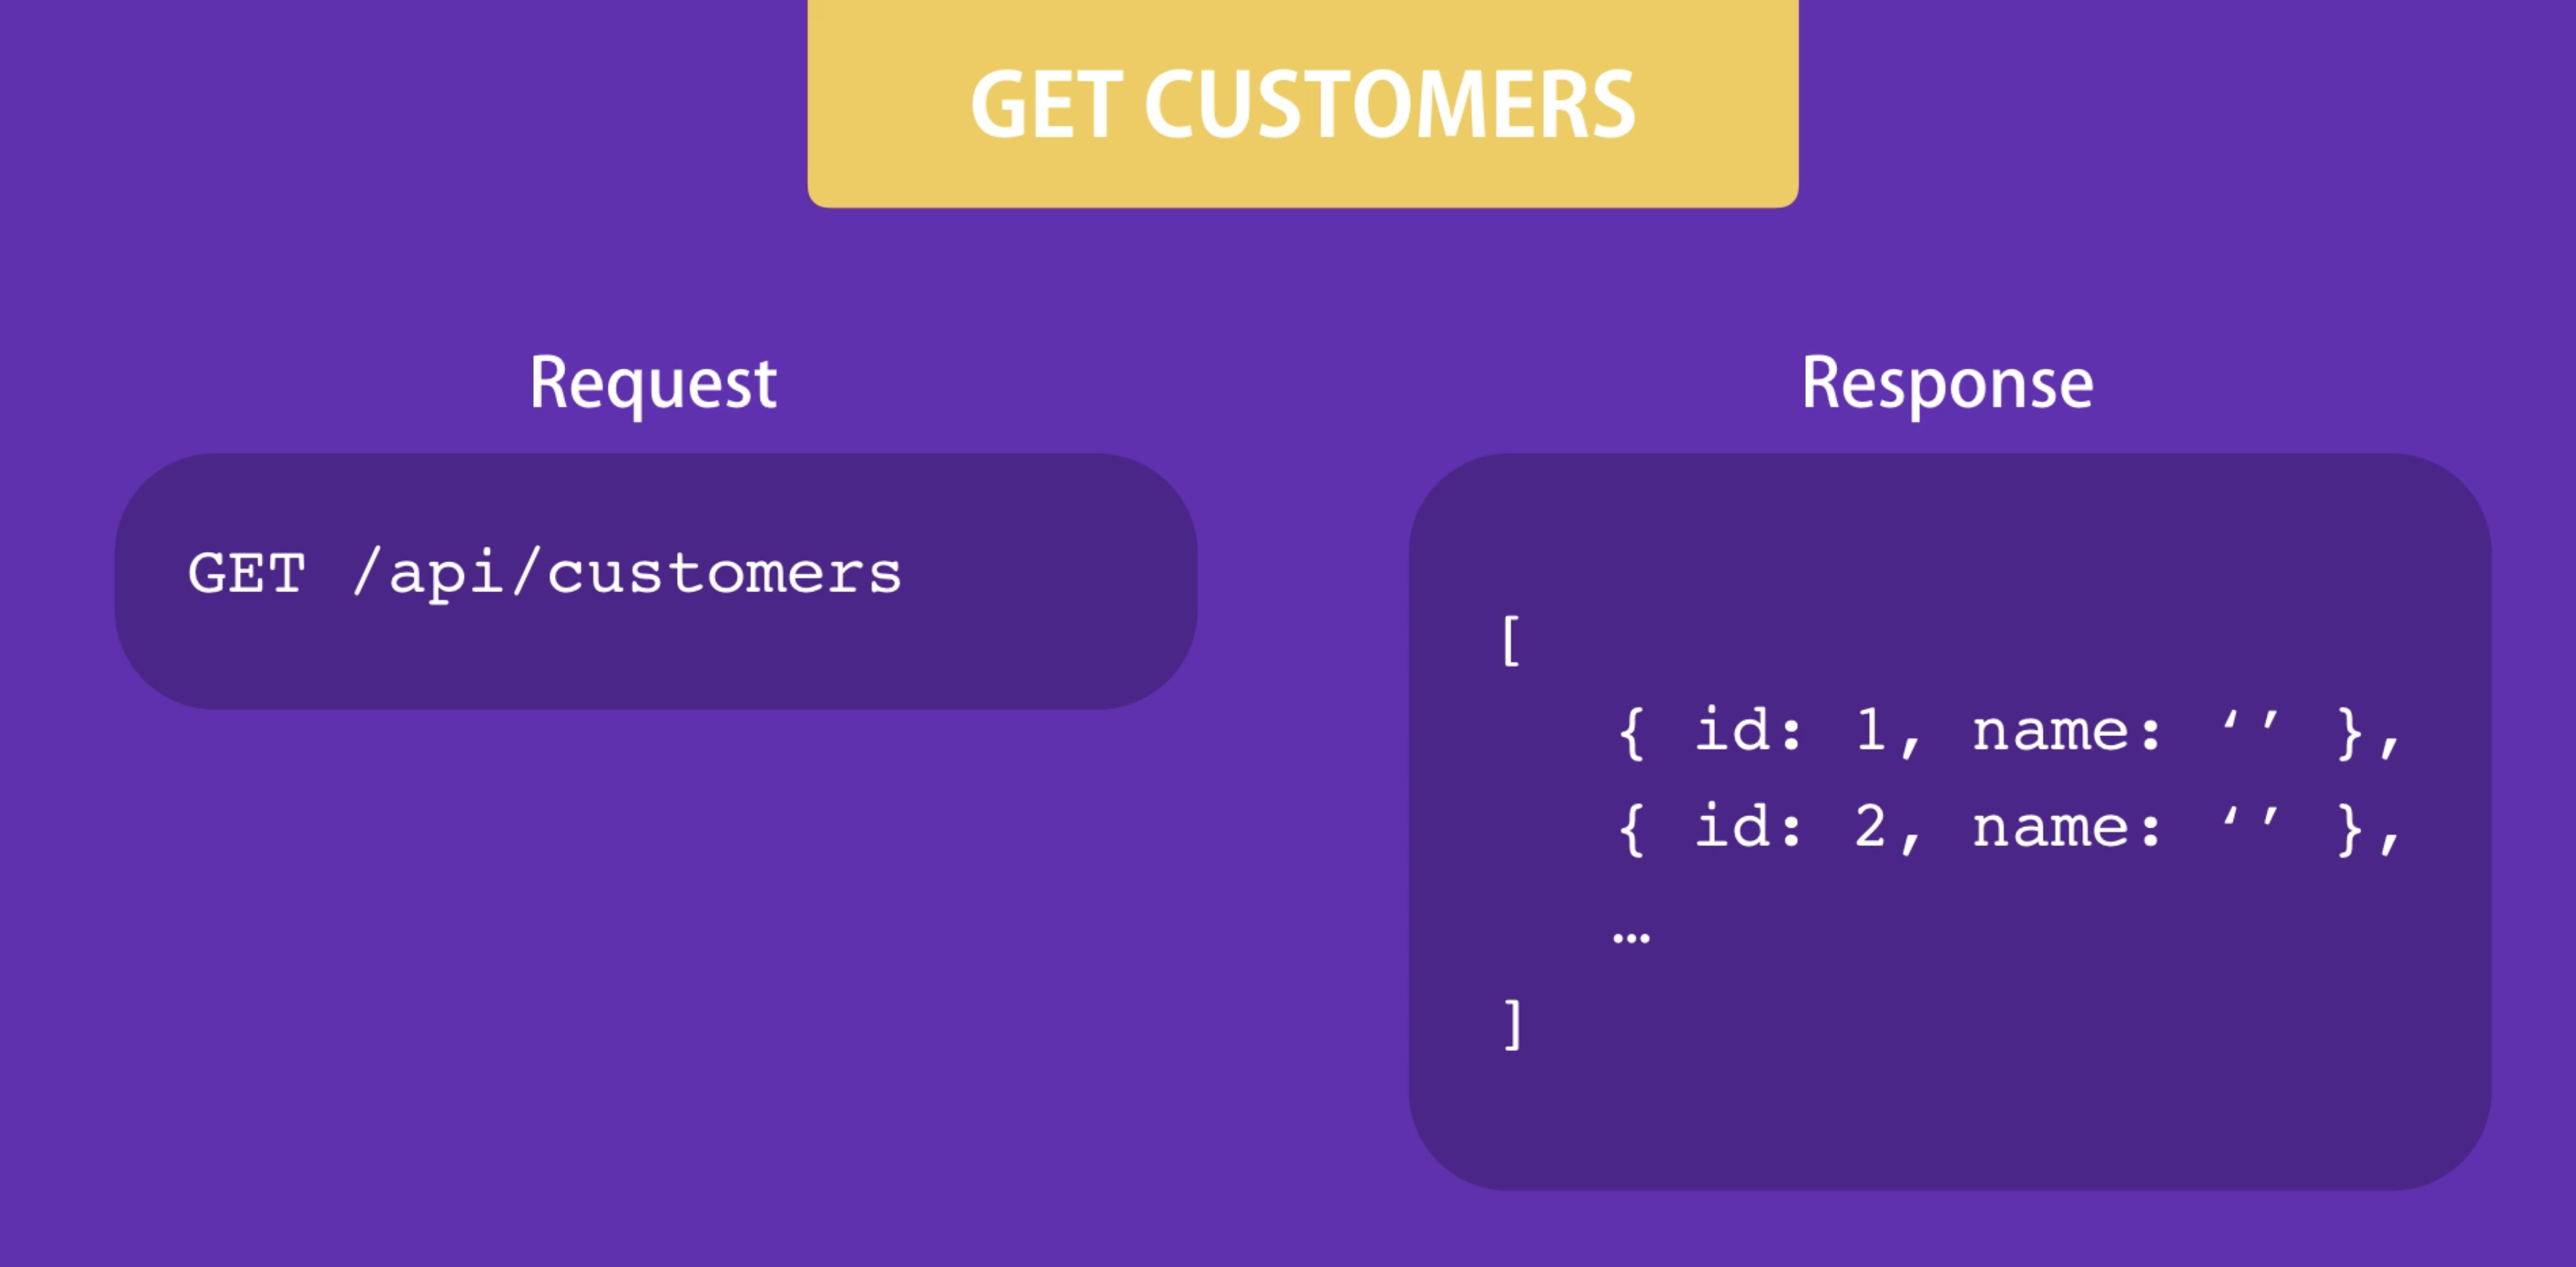 GET CUSTOMERS
Request
GET /api/customers
Response
[
{ id: 1, name: ‘’ },
{ id: 2, name: ‘’ },
…
]